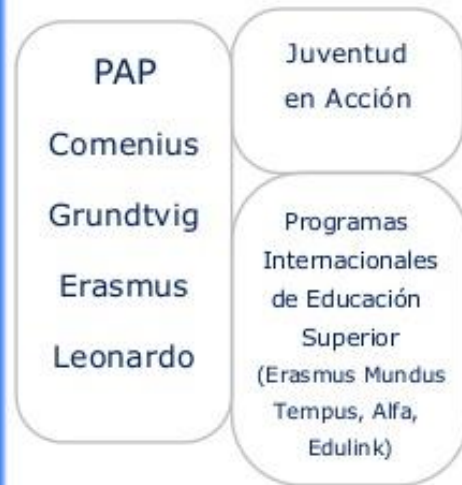 PAP
Comenius
Grundtvig
Erasmus
Leonardo
Juventud
en Acción
Programas
Internacionales
de Educación
Superior
(Erasmus Mundus
Tempus, Alfa,
Edulink)